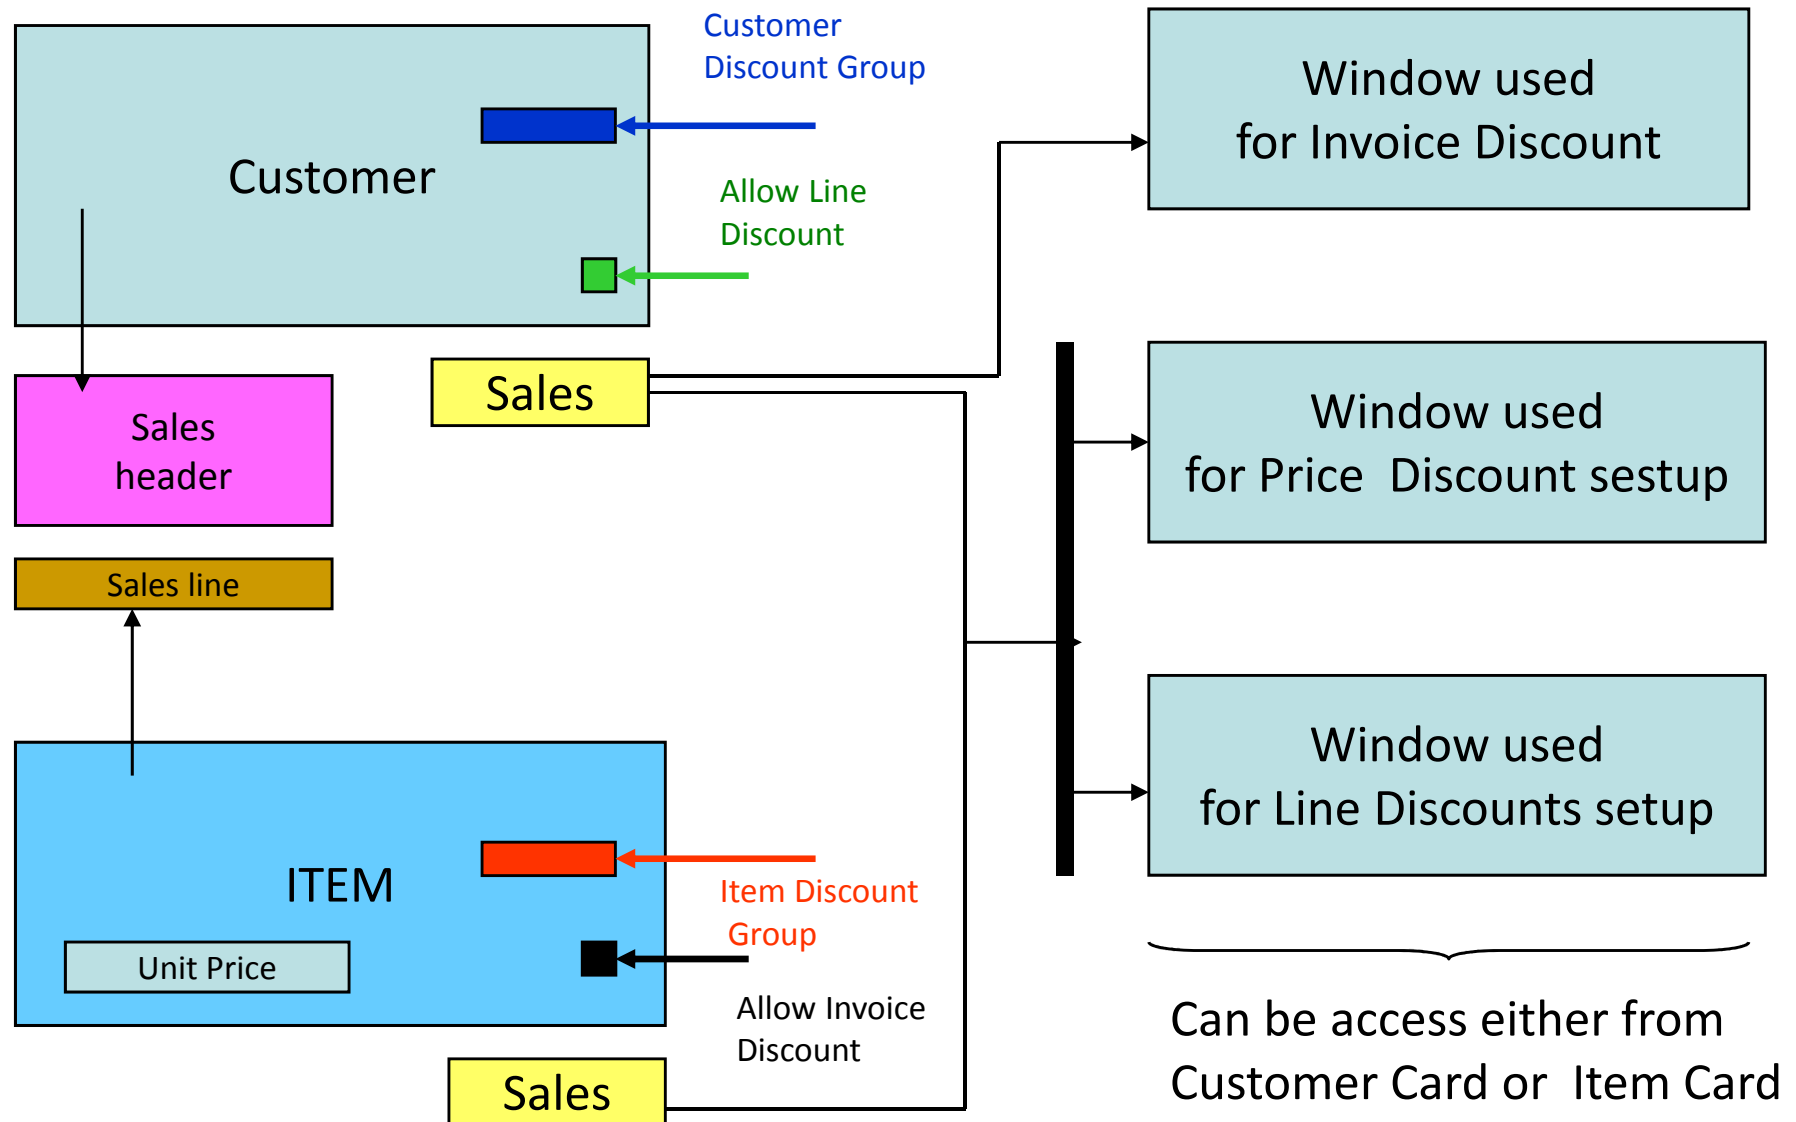 Customer
Discount Group
Customer
Allow Line
Discount
Sales
Sales
header
Sales line
ITEM
Unit Price
Item Discount
Group
Allow Invoice
Discount
Sales
Window used
for Invoice Discount
Window used
for Price  Discount sestup
Window used
for Line Discounts setup
Can be access either from
Customer Card or  Item Card